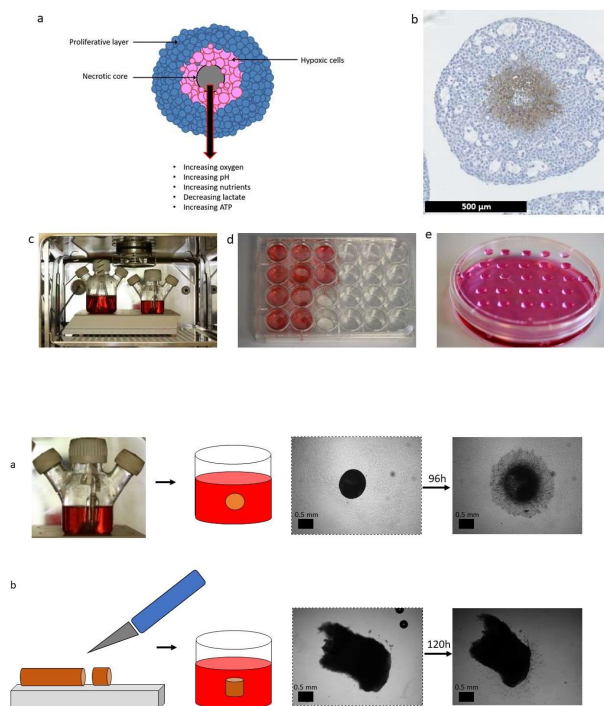 a
Proliferative layer
Hypoxic cells
Necrotic core
• Increasing oxygen
• Increasing pH
• Increasing nutrients
• Decreasing lactate
• Increasing ATP
b
500 µm
c
d
e
a
0.5 mm
96h
0.5 mm
b
0.5 mm
120h
0.5 mm